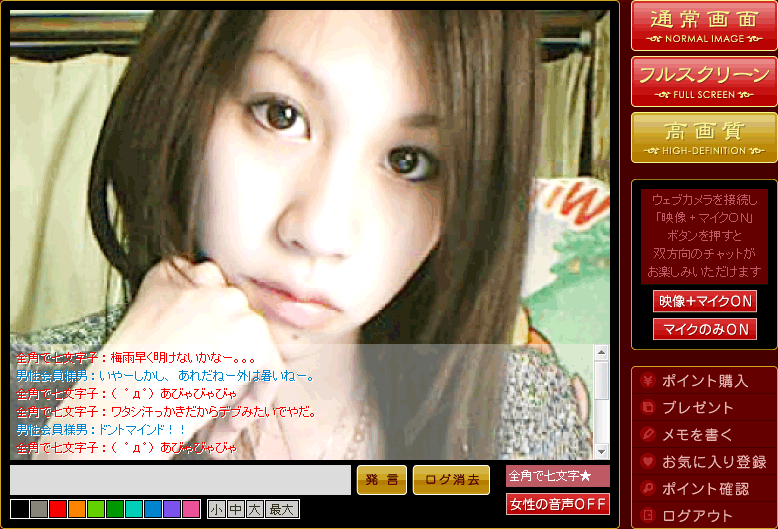 全角で七文字子：梅雨早く明けないかなー。。。
男性会員様男：いやーしかし、あれだねー外は暑いねー。
全角で七文字子：( ﾟдﾟ) あびゃびゃびゃ
全角で七文字子：ワタシ汗っかきだからデブみたいでやだ。
男性会員様男：ドントマインド！！
全角で七文字子：( ﾟдﾟ) あびゃびゃびゃ
発言
ログ消去
全角で七文字★
小
中
大
最大
女性の音声OFF
通常画面
NORMAL IMAGE
フルスクリーン
FULL SCREEN
高画質
HIGH-DEFINITION
ウェブカメラを接続し
「映像＋マイクON」
ボタンを押すと
双方向のチャットが
お楽しみいただけます
映像+マイクON
マイクのみON
¥ ポイント購入
プレゼント
メモを書く
お気に入り登録
ポイント確認
ログアウト